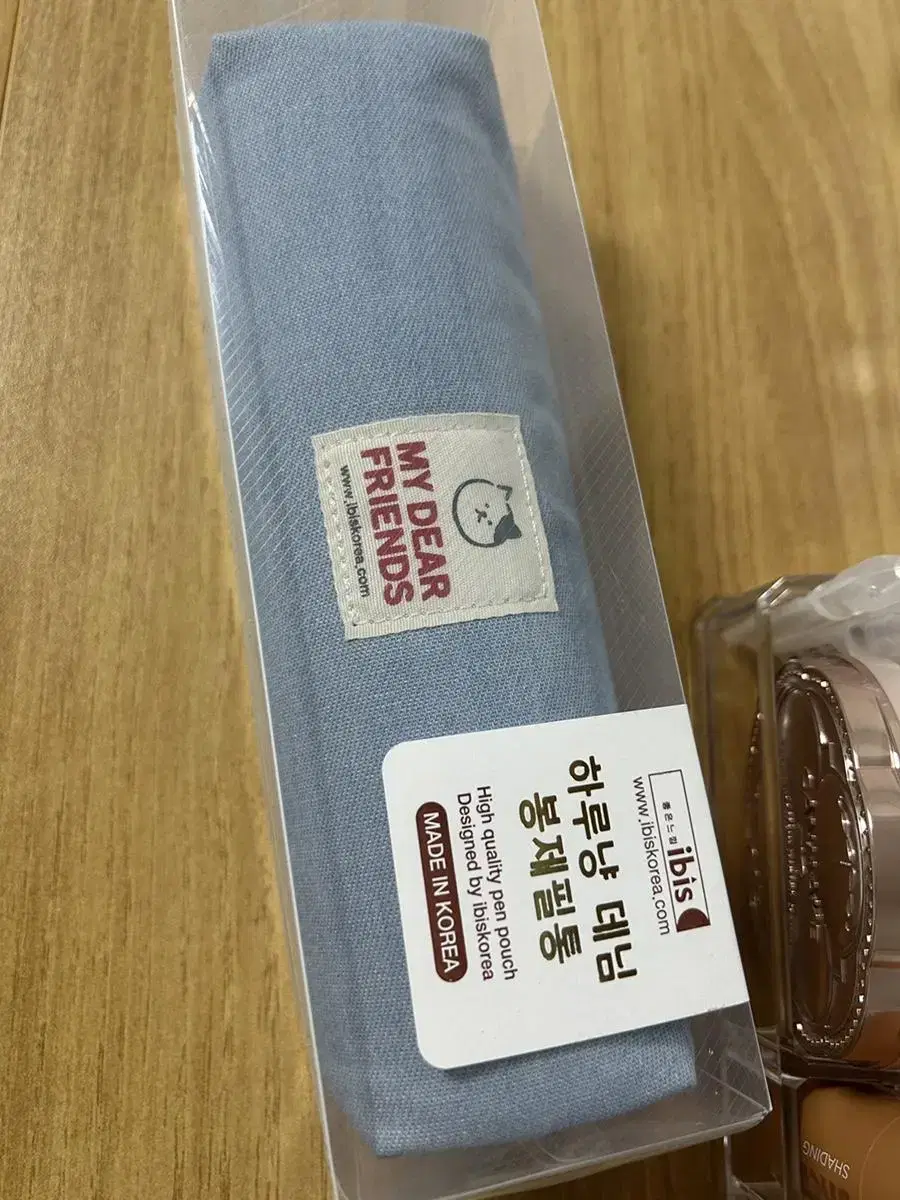 MY DEAR
FRIENDS
www.ibiskorea.com
좋은느낌
ibis
www.ibiskorea.com
하루냥 데님
봉제필통
High quality pen pouch
Designed by ibiskorea
MADE IN KOREA
SHADING